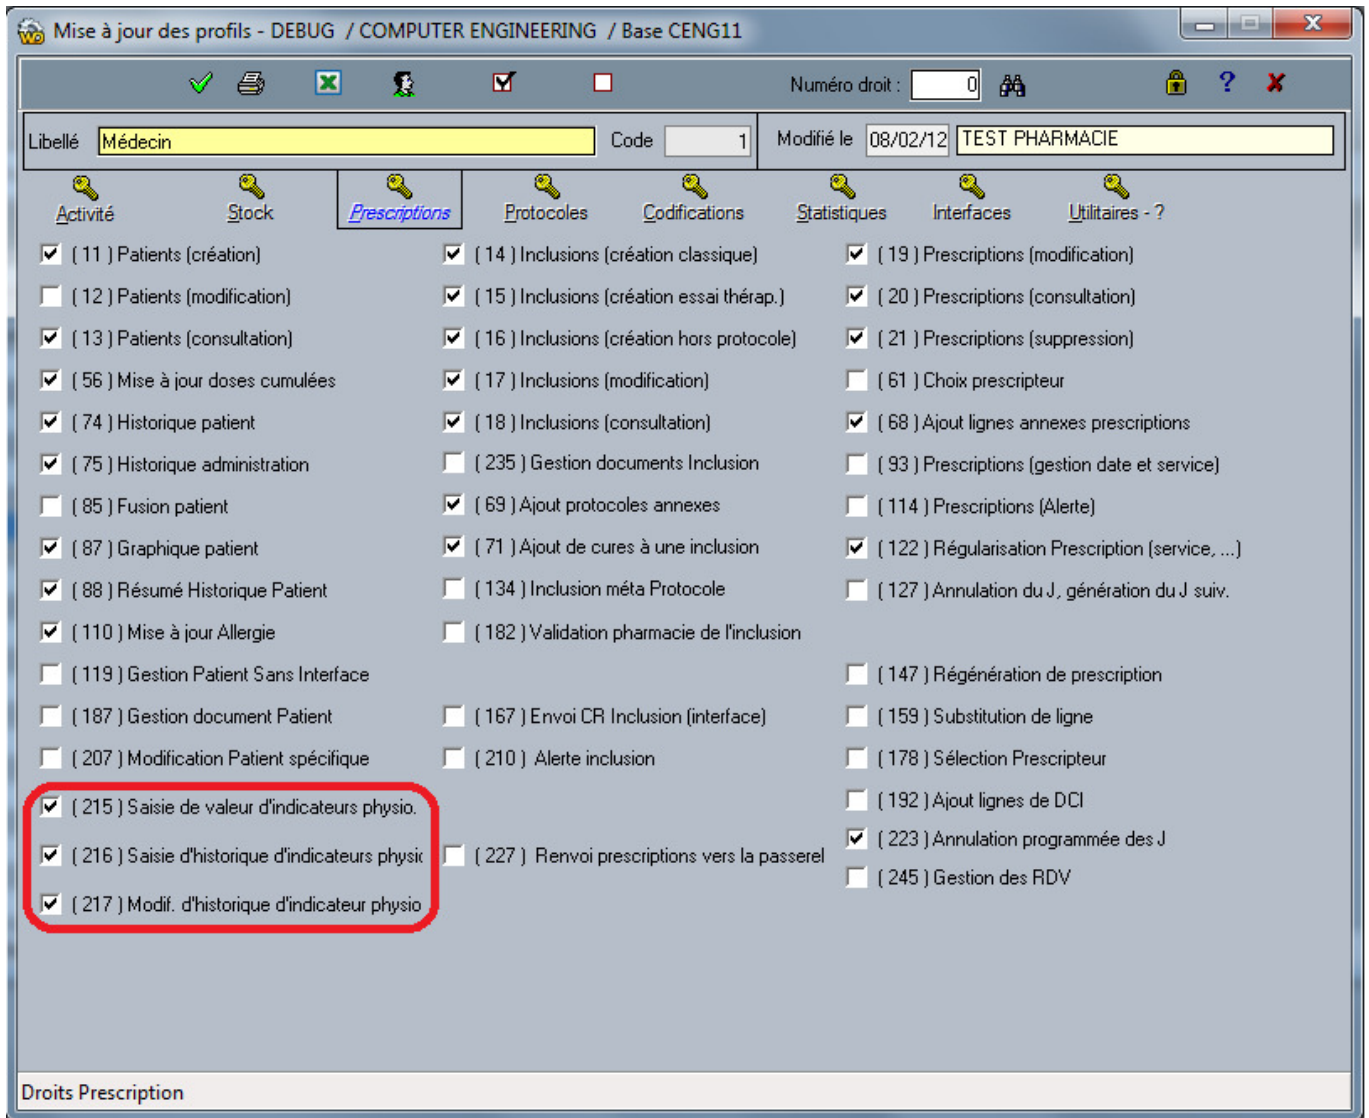 Mise à jour des profils - DEBUG / COMPUTER ENGINEERING / Base CENG11
Numéro droit : 0 ?
Libellé Médecin Code 1 Modifié le 08/02/12 TEST PHARMACIE
Activité Stock Prescriptions Protocoles Codifications Statistiques Interfaces Utilitaires - ?
( 11 ) Patients (création) ( 14 ) Inclusions (création classique) ( 19 ) Prescriptions (modification)
( 12 ) Patients (modification) ( 15 ) Inclusions (création essai thérap.) ( 20 ) Prescriptions (consultation)
( 13 ) Patients (consultation) ( 16 ) Inclusions (création hors protocole) ( 21 ) Prescriptions (suppression)
( 56 ) Mise à jour doses cumulées ( 17 ) Inclusions (modification) ( 61 ) Choix prescripteur
( 74 ) Historique patient ( 18 ) Inclusions (consultation) ( 68 ) Ajout lignes annexes prescriptions
( 75 ) Historique administration ( 235 ) Gestion documents Inclusion ( 93 ) Prescriptions (gestion date et service)
( 85 ) Fusion patient ( 69 ) Ajout protocoles annexes ( 114 ) Prescriptions (Alerte)
( 87 ) Graphique patient ( 71 ) Ajout de cures à une inclusion ( 122 ) Régularisation Prescription (service, ...)
( 88 ) Résumé Historique Patient ( 134 ) Inclusion méta Protocole ( 127 ) Annulation du J, génération du J suiv.
( 110 ) Mise à jour Allergie ( 182 ) Validation pharmacie de l'inclusion
( 119 ) Gestion Patient Sans Interface ( 147 ) Régénération de prescription
( 187 ) Gestion document Patient ( 167 ) Envoi CR Inclusion (interface) ( 159 ) Substitution de ligne
( 207 ) Modification Patient spécifique ( 210 ) Alerte inclusion ( 178 ) Sélection Prescripteur
( 215 ) Saisie de valeur d'indicateurs physio. ( 192 ) Ajout lignes de DCI
( 216 ) Saisie d'historique d'indicateurs physic ( 227 ) Renvoi prescriptions vers la passerel ( 223 ) Annulation programmée des J
( 217 ) Modif. d'historique d'indicateur physio ( 245 ) Gestion des RDV
Droits Prescription